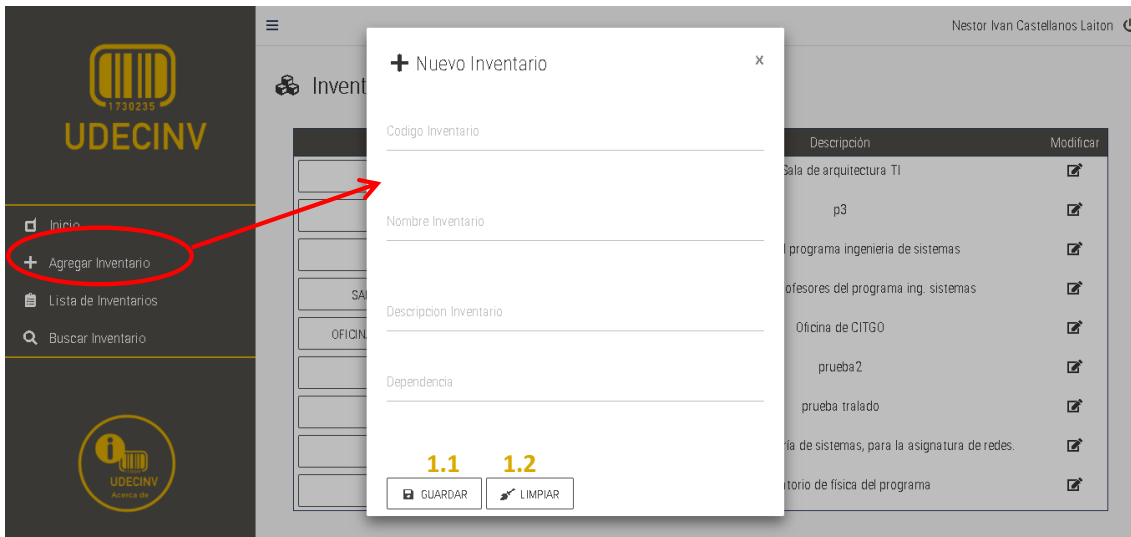 Nestor Ivan Castellanos Laiton
1730235
UDECINV
Inicio
Agregar Inventario
Lista de Inventarios
Buscar Inventario
UDECINV
Acerca de
Invent
Nuevo Inventario
x
Codigo Inventario
Nombre Inventario
Descripcion Inventario
Dependencia
1.1
1.2
GUARDAR
LIMPIAR
SA
OFICIN
Descripción
Modificar
Sala de arquitectura TI
p3
programa ingenieria de sistemas
ofesores del programa ing. sistemas
Oficina de CITGO
prueba2
prueba tralado
ría de sistemas, para la asignatura de redes.
torio de física del programa